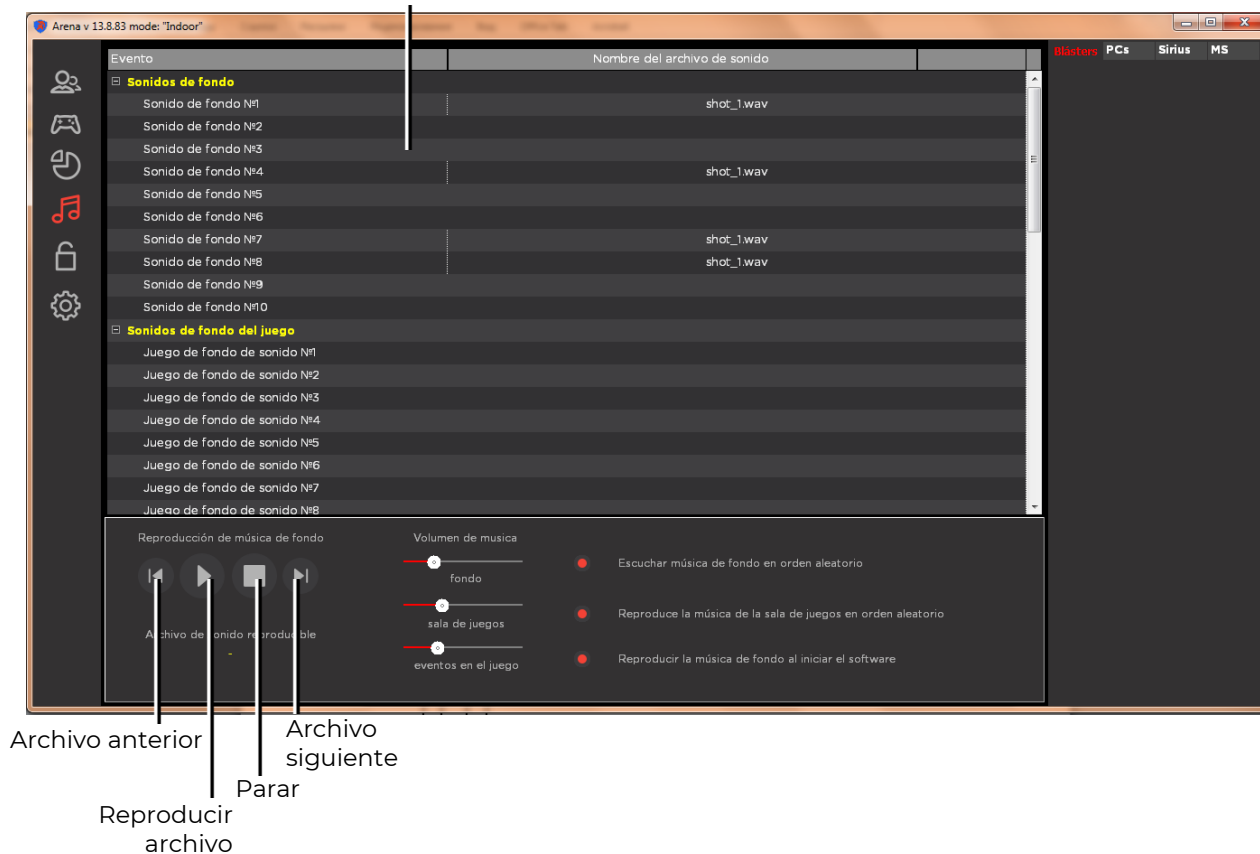 Arena v 13.8.83 mode: "Indoor"
Evento
Nombre del archivo de sonido
Blásters PCs Sirius MS
Sonidos de fondo
Sonido de fondo Nº1 shot_1.wav
Sonido de fondo Nº2
Sonido de fondo Nº3
Sonido de fondo Nº4 shot_1.wav
Sonido de fondo Nº5
Sonido de fondo Nº6
Sonido de fondo Nº7 shot_1.wav
Sonido de fondo Nº8 shot_1.wav
Sonido de fondo Nº9
Sonido de fondo Nº10
Sonidos de fondo del juego
Juego de fondo de sonido Nº1
Juego de fondo de sonido Nº2
Juego de fondo de sonido Nº3
Juego de fondo de sonido Nº4
Juego de fondo de sonido Nº5
Juego de fondo de sonido Nº6
Juego de fondo de sonido Nº7
Juego de fondo de sonido Nº8
Reproducción de música de fondo
Archivo de sonido reproducible
-
Volumen de musica
fondo
sala de juegos
eventos en el juego
Escuchar música de fondo en orden aleatorio
Reproduce la música de la sala de juegos en orden aleatorio
Reproducir la música de fondo al iniciar el software
Archivo anterior
Reproducir
archivo
Parar
Archivo
siguiente